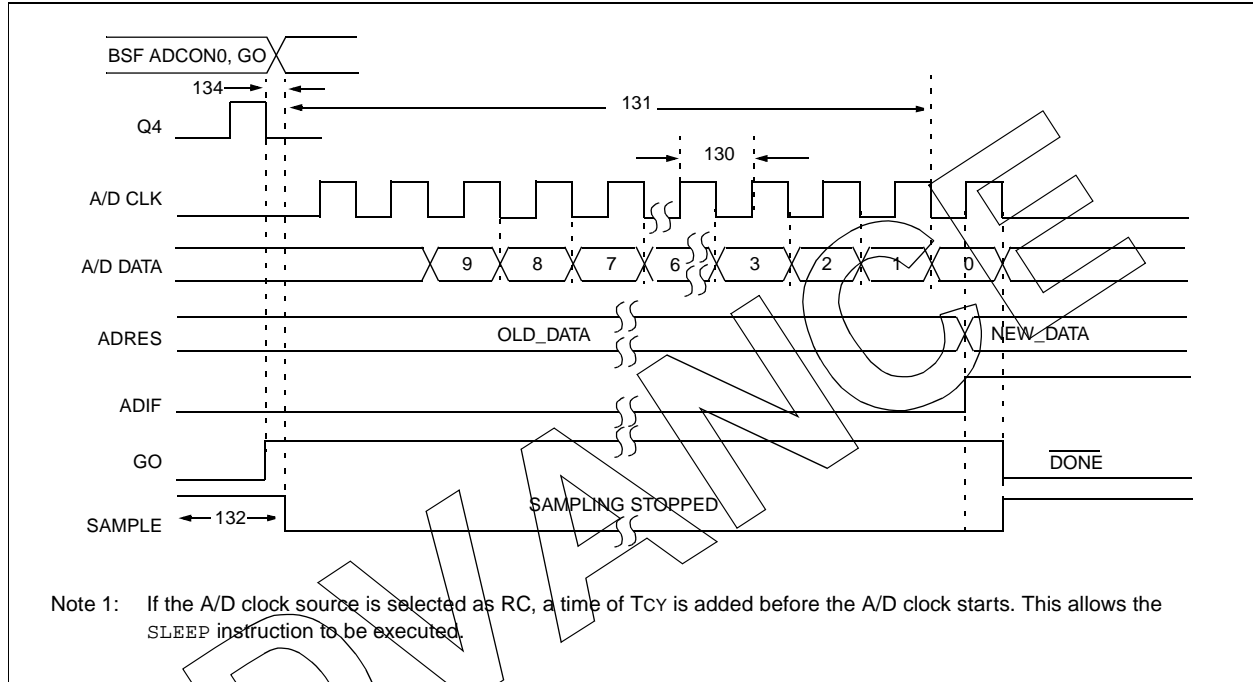 BSF ADCON0, GO
134
131
Q4
130
A/D CLK
A/D DATA 9 8 7 6 3 2 1 0
ADRES OLD_DATA NEW_DATA
ADIF
GO DONE
SAMPLING STOPPED
SAMPLE 132
Note 1: If the A/D clock source is selected as RC, a time of TCY is added before the A/D clock starts. This allows the
SLEEP instruction to be executed.
DVANCE